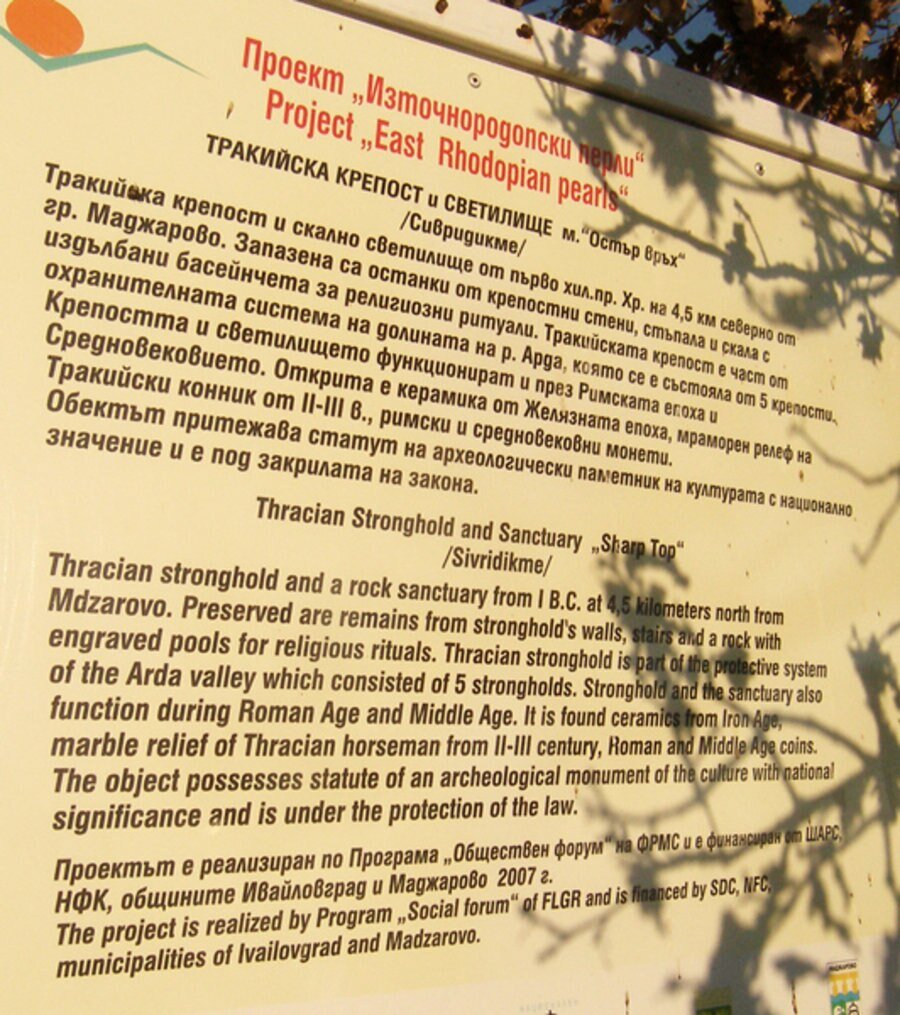 Проект „Източнородопски перли“
Project „East Rhodopian pearls“
ТРАКИЙСКА КРЕПОСТ и СВЕТИЛИЩЕ м.“Остър връх“
/Сивридикме/
Тракийска крепост и скално светилище от първо хил.пр. Хр. на 4,5 км северно от
гр. Маджарово. Запазена са останки от крепостни стени, стъпала и скала с
издълбани басейнчета за религиозни ритуали. Тракийската крепост е част от
охранителната система на долината на р. Арда, която се е състояла от 5 крепости.
Крепостта и светилището функционират и през Римската епоха и
Средновековието. Открита е керамика от Желязната епоха, мраморен релеф на
Тракийски конник от II-III в., римски и средновековни монети.
Обектът притежава статут на археологически паметник на културата с национално
значение и е под закрилата на закона.
Thracian Stronghold and Sanctuary „Sharp Top“
/Sivridikme/
Thracian stronghold and a rock sanctuary from I B.C. at 4,5 kilometers north from
Mdzarovo. Preserved are remains from stronghold's walls, stairs and a rock with
engraved pools for religious rituals. Thracian stronghold is part of the protective system
of the Arda valley which consisted of 5 strongholds. Stronghold and the sanctuary also
function during Roman Age and Middle Age. It is found ceramics from Iron Age,
marble relief of Thracian horseman from II-III century, Roman and Middle Age coins.
The object possesses statute of an archeological monument of the culture with national
significance and is under the protection of the law.
Проектът е реализиран по Програма „Обществен форум“ на ФРМС и е финансиран от ШАРС,
НФК, общините Ивайловград и Маджарово 2007 г.
The project is realized by Program „Social forum“ of FLGR and is financed by SDC, NFC,
municipalities of Ivailovgrad and Madzarovo.
МАДЖАРОВО